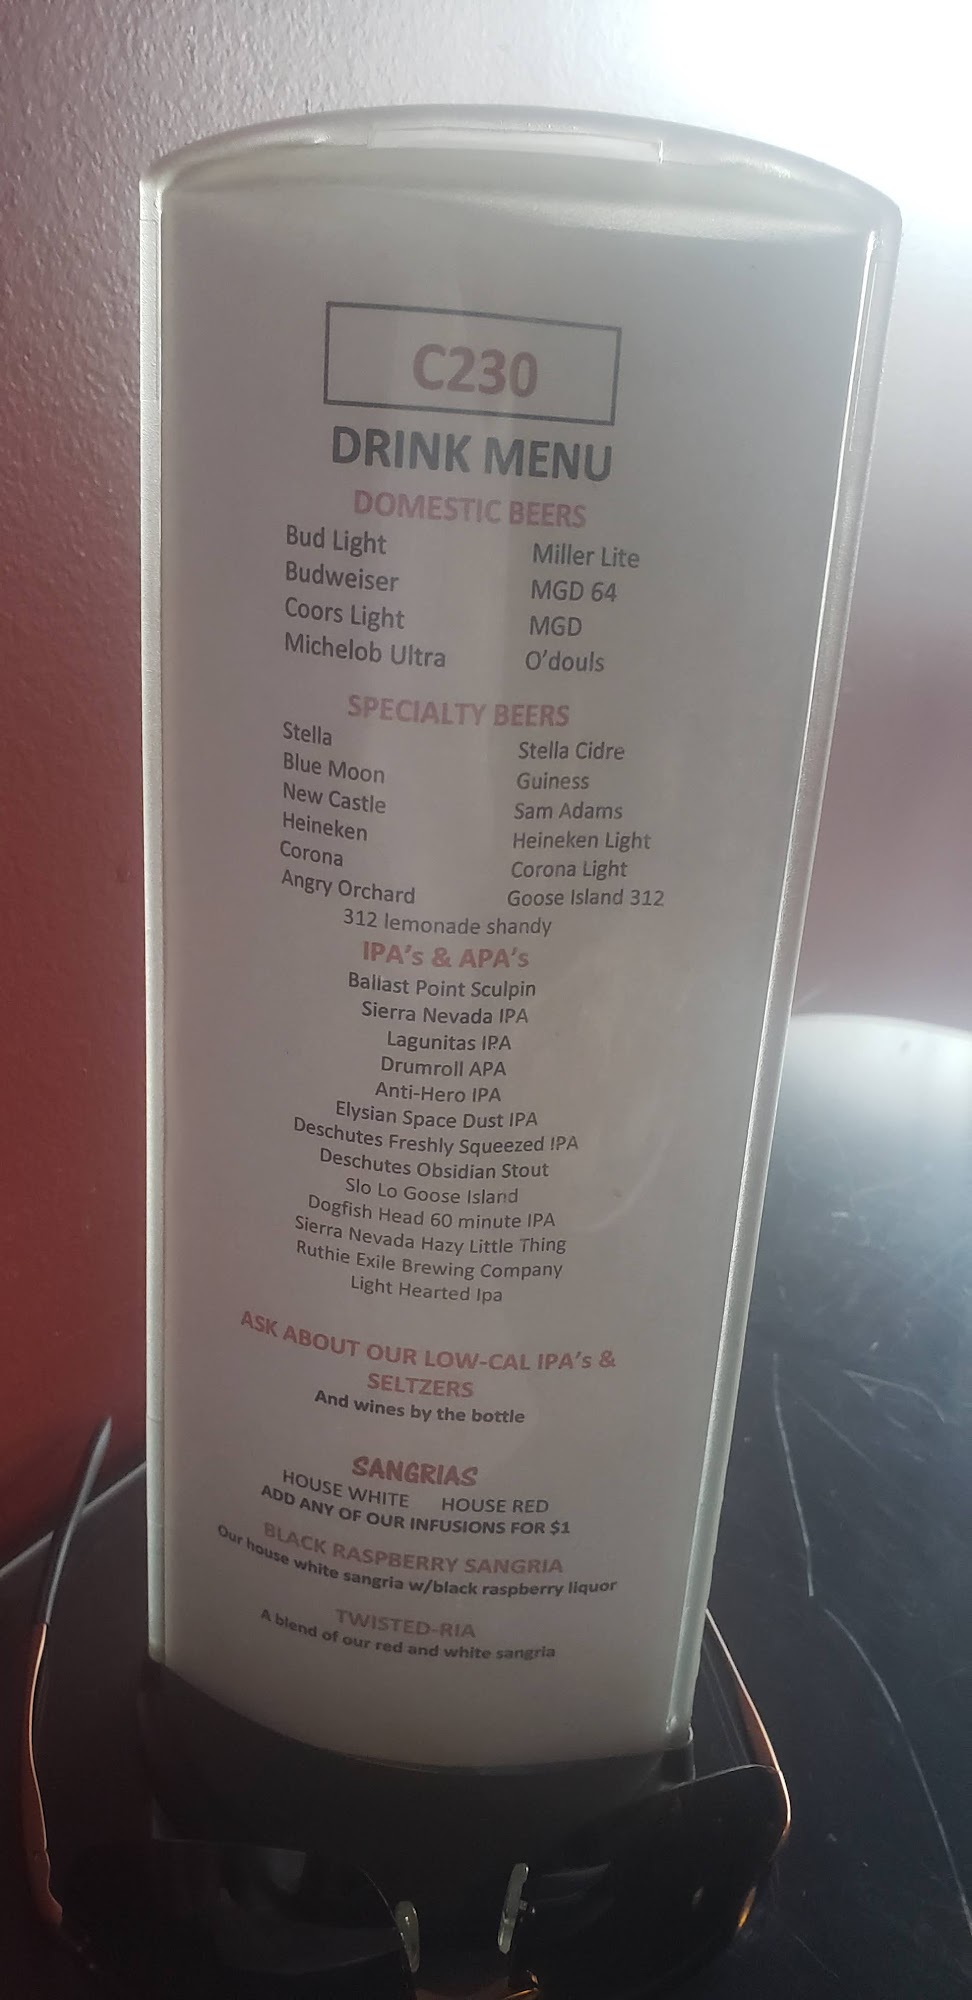 C230
DRINK MENU
DOMESTIC BEERS
Bud Light Miller Lite
Budweiser MGD 64
Coors Light MGD
Michelob Ultra O'douls
SPECIALTY BEERS
Stella Stella Cidre
Blue Moon Guiness
New Castle Sam Adams
Heineken Heineken Light
Corona Corona Light
Angry Orchard Goose Island 312
312 lemonade shandy
IPA's & APA's
Ballast Point Sculpin
Sierra Nevada IPA
Lagunitas IPA
Drumroll APA
Anti-Hero IPA
Elysian Space Dust IPA
Deschutes Freshly Squeezed IPA
Deschutes Obsidian Stout
Slo Lo Goose Island
Dogfish Head 60 minute IPA
Sierra Nevada Hazy Little Thing
Ruthie Exile Brewing Company
Light Hearted Ipa
ASK ABOUT OUR LOW-CAL IPA's &
SELTZERS
And wines by the bottle
SANGRIAS
HOUSE WHITE HOUSE RED
ADD ANY OF OUR INFUSIONS FOR $1
BLACK RASPBERRY SANGRIA
Our house white sangria w/black raspberry liquor
TWISTED-RIA
A blend of our red and white sangria